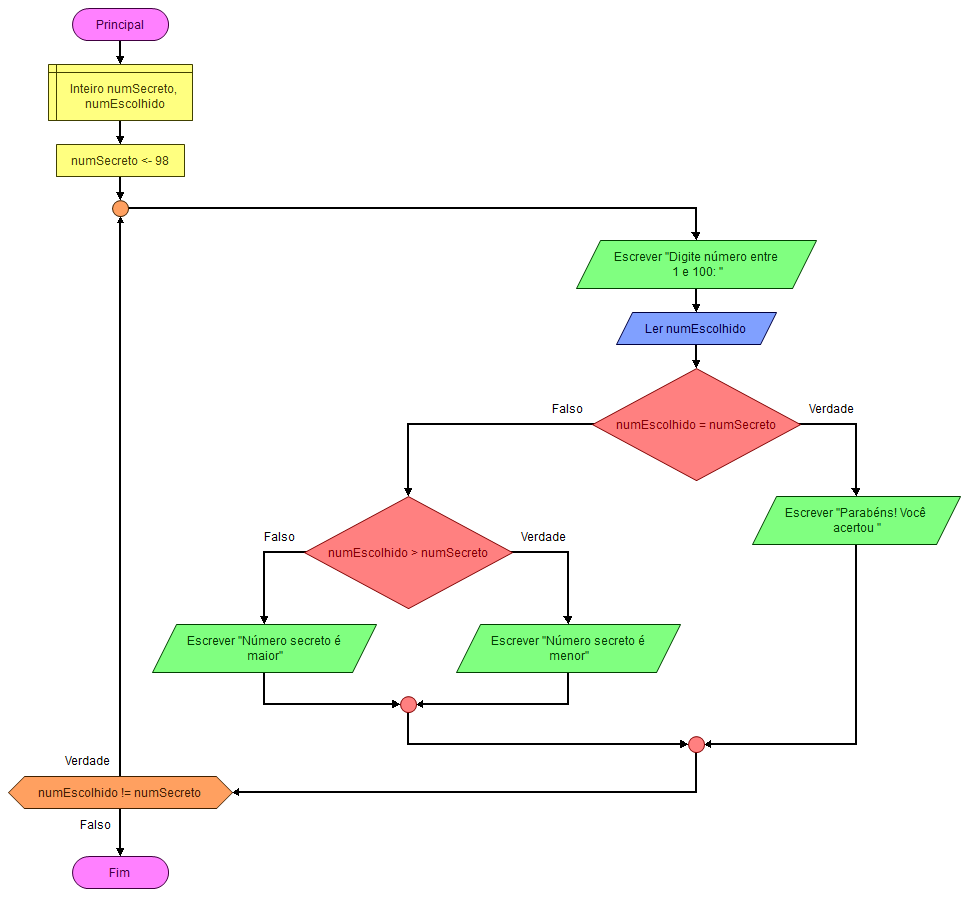 Principal
Inteiro numSecreto,
numEscolhido
numSecreto <- 98
Escrever "Digite número entre
1 e 100: "
Ler numEscolhido
Falso
Verdade
numEscolhido = numSecreto
Escrever "Parabéns! Você
acertou "
Falso
Verdade
numEscolhido > numSecreto
Escrever "Número secreto é
maior"
Escrever "Número secreto é
menor"
Verdade
numEscolhido != numSecreto
Falso
Fim